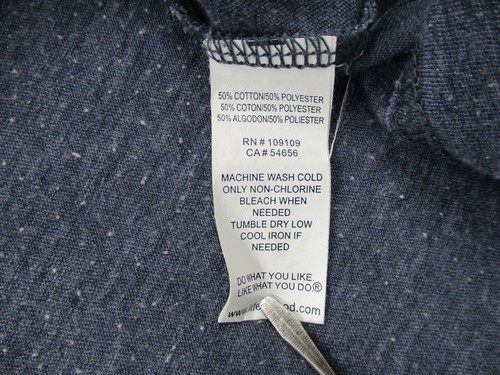 50% COTTON/50% POLYESTER
50% COTON/50% POLYESTER
50% ALGODON/50% POLIESTER
RN # 109109
CA # 54656
MACHINE WASH COLD
ONLY NON-CHLORINE
BLEACH WHEN
NEEDED
TUMBLE DRY LOW
COOL IRON IF
NEEDED
DO WHAT YOU LIKE.
LIKE WHAT YOU DO®